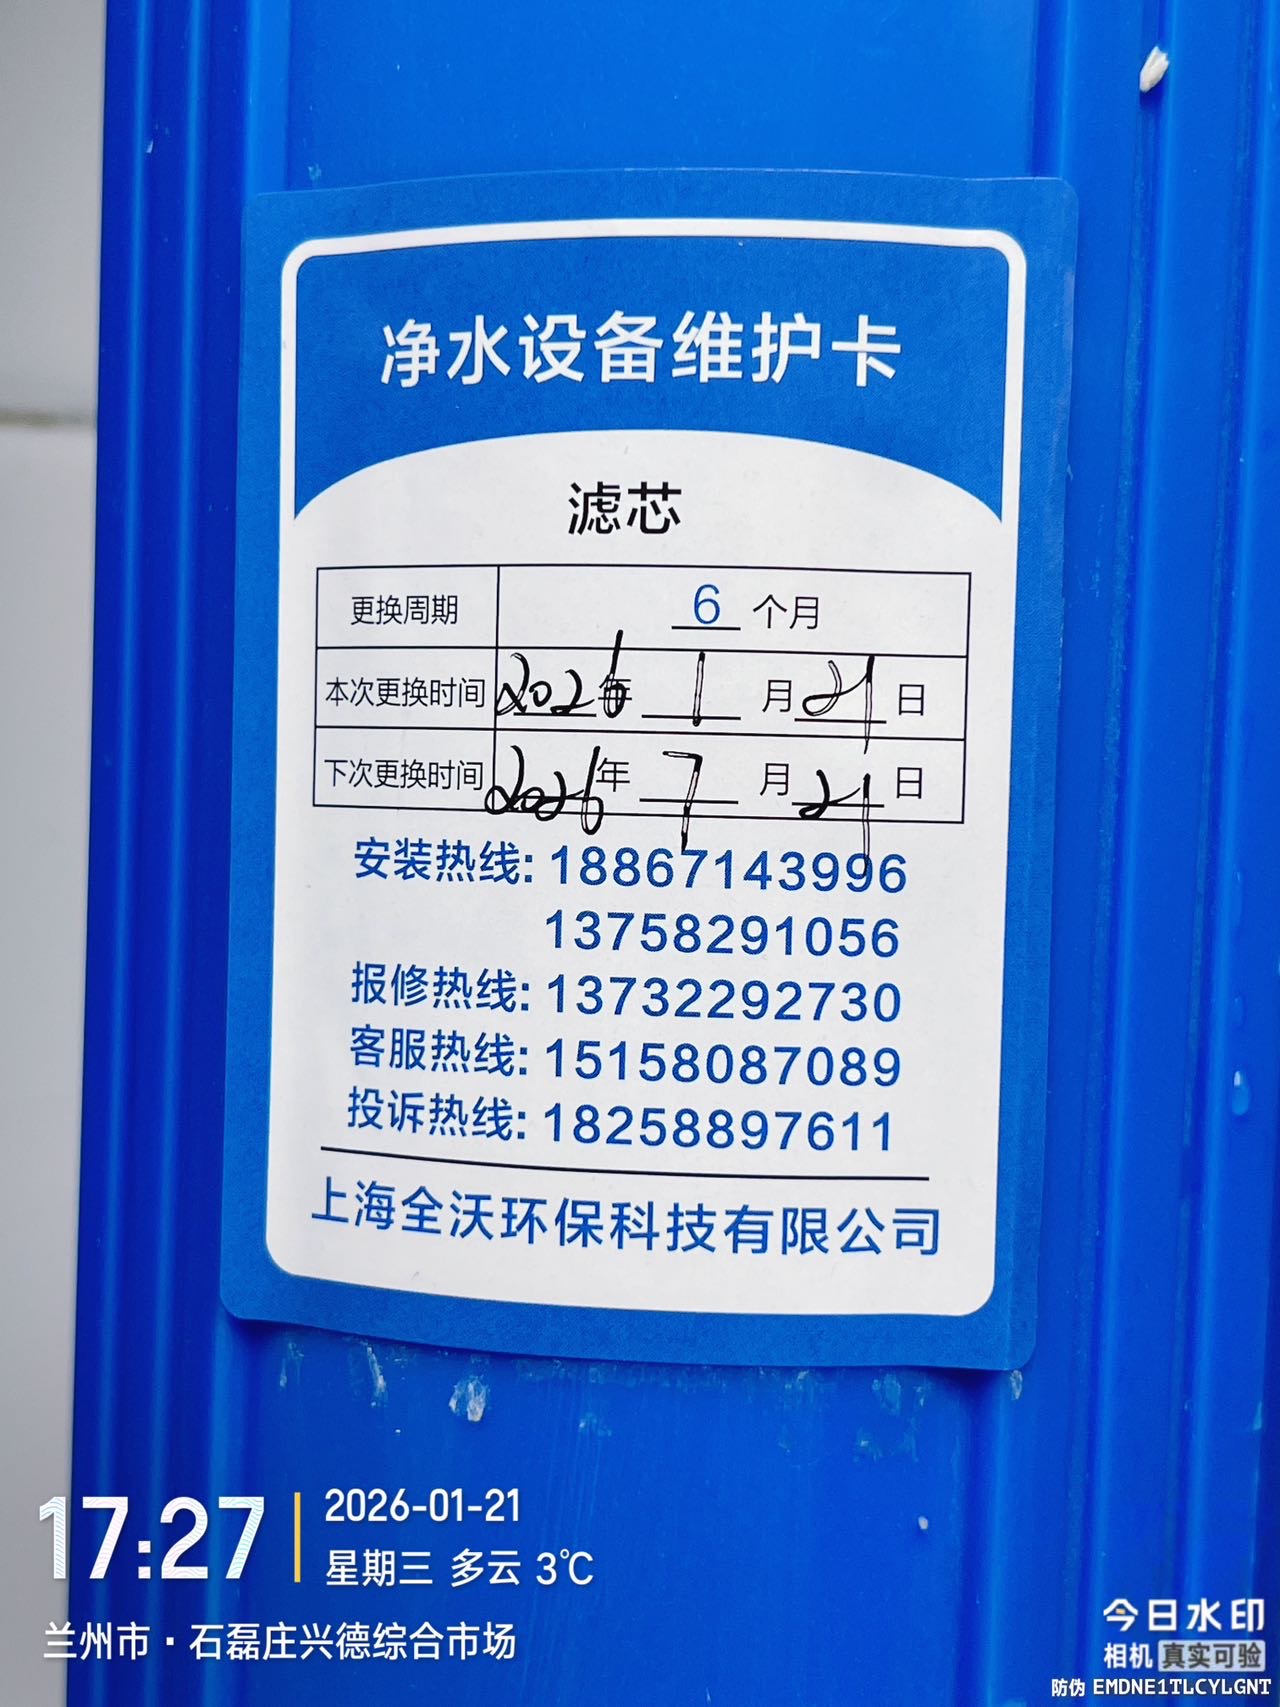 净水设备维护卡
滤芯
更换周期 6 个月
本次更换时间 2026年 1 月 21 日
下次更换时间 2026年 7 月 21 日
安装热线: 18867143996
13758291056
报修热线: 13732292730
客服热线: 15158087089
投诉热线: 18258897611
上海全沃环保科技有限公司
17:27
2026-01-21
星期三 多云 3℃
兰州市·石磊庄兴德综合市场
今日水印
相机 真实可验
防伪 EMDNE1TLCYLGNT